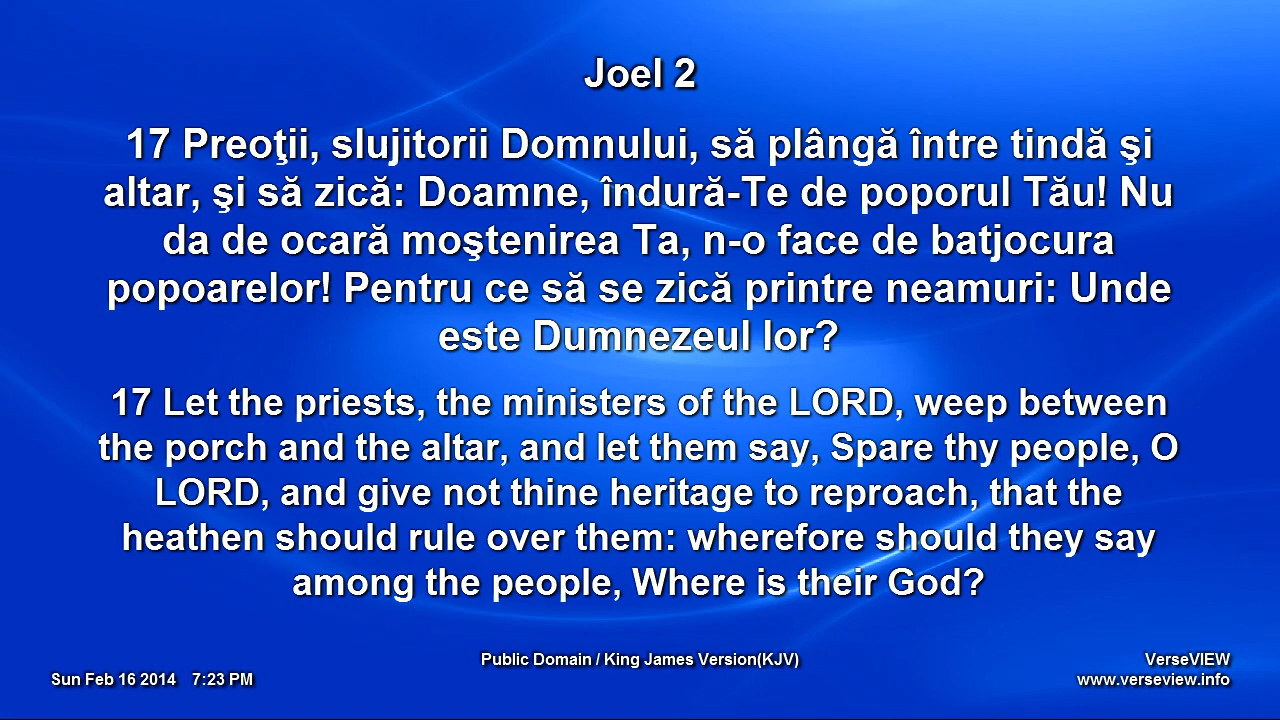 Joel 2
17 Preoţii, slujitorii Domnului, să plângă între tindă şi
altar, şi să zică: Doamne, îndură-Te de poporul Tău! Nu
da de ocară moştenirea Ta, n-o face de batjocura
popoarelor! Pentru ce să se zică printre neamuri: Unde
este Dumnezeul lor?
17 Let the priests, the ministers of the LORD, weep between
the porch and the altar, and let them say, Spare thy people, O
LORD, and give not thine heritage to reproach, that the
heathen should rule over them: wherefore should they say
among the people, Where is their God?
Public Domain / King James Version(KJV)
VerseVIEW
Sun Feb 16 2014 7:23 PM
www.verseview.info